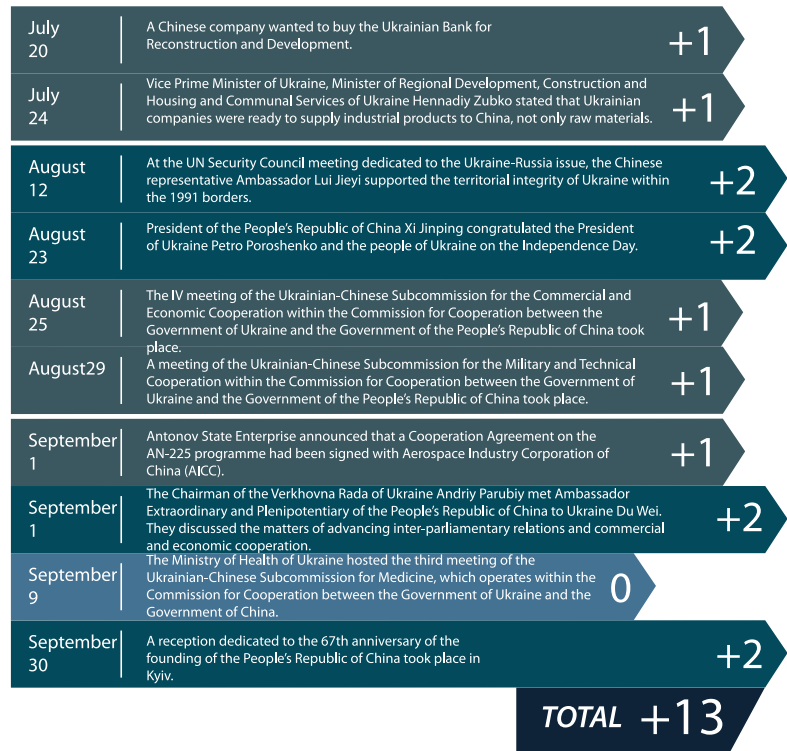 July
20
A Chinese company wanted to buy the Ukrainian Bank for
Reconstruction and Development.
+1
July
24
Vice Prime Minister of Ukraine, Minister of Regional Development, Construction and
Housing and Communal Services of Ukraine Hennadiy Zubko stated that Ukrainian
companies were ready to supply industrial products to China, not only raw materials.
+1
August
12
At the UN Security Council meeting dedicated to the Ukraine-Russia issue, the Chinese
representative Ambassador Lui Jieyi supported the territorial integrity of Ukraine within
the 1991 borders.
+2
August
23
President of the People's Republic of China Xi Jinping congratulated the President
of Ukraine Petro Poroshenko and the people of Ukraine on the Independence Day.
+2
August
25
The IV meeting of the Ukrainian-Chinese Subcommission for the Commercial and
Economic Cooperation within the Commission for Cooperation between the
Government of Ukraine and the Government of the People's Republic of China took
place.
+1
August29
A meeting of the Ukrainian-Chinese Subcommission for the Military and Technical
Cooperation within the Commission for Cooperation between the Government of
Ukraine and the Government of the People's Republic of China took place.
+1
September
1
Antonov State Enterprise announced that a Cooperation Agreement on the
AN-225 programme had been signed with Aerospace Industry Corporation of
China (AICC).
+1
September
1
The Chairman of the Verkhovna Rada of Ukraine Andriy Parubiy met Ambassador
Extraordinary and Plenipotentiary of the People's Republic of China to Ukraine Du Wei.
They discussed the matters of advancing inter-parliamentary relations and commercial
and economic cooperation.
+2
September
9
The Ministry of Health of Ukraine hosted the third meeting of the
Ukrainian-Chinese Subcommission for Medicine, which operates within the
Commission for Cooperation between the Government of Ukraine and the
Government of China.
0
September
30
A reception dedicated to the 67th anniversary of the
founding of the People's Republic of China took place in
Kyiv.
+2
TOTAL +13